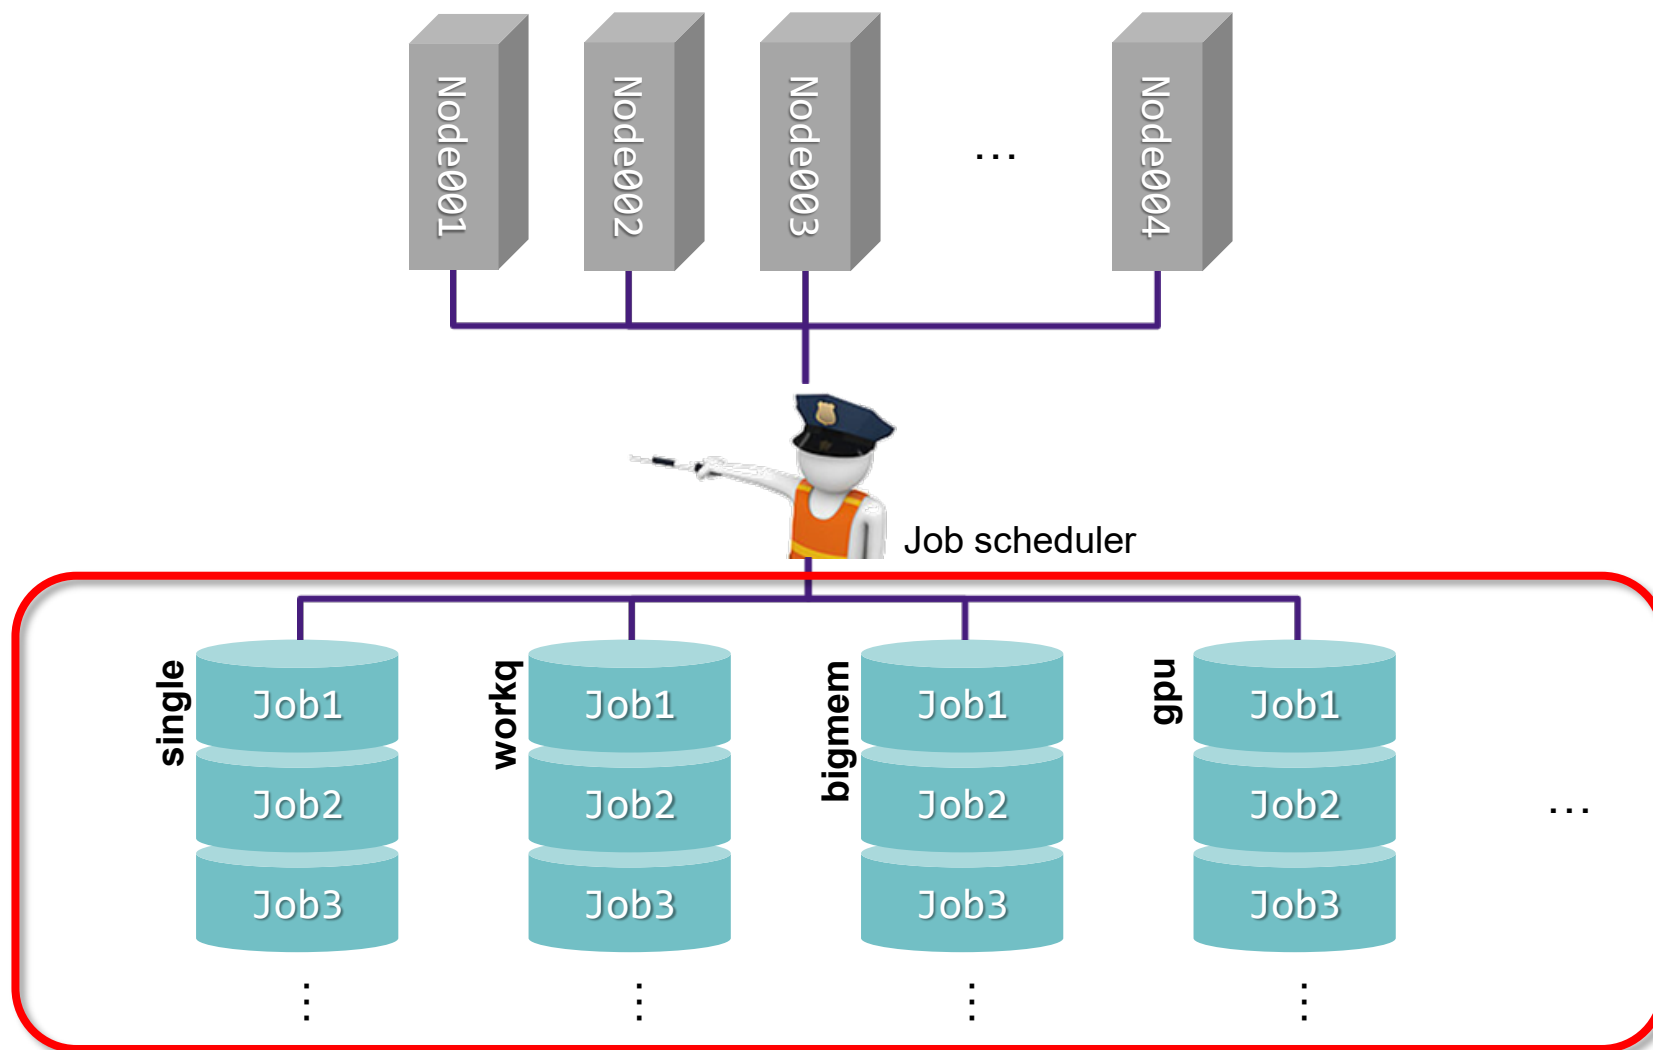 Node001
Node002
Node003
...
Node004
Job scheduler
single
Job1
Job2
Job3
...
workq
Job1
Job2
Job3
...
bigmem
Job1
Job2
Job3
...
gpu
Job1
Job2
Job3
...
...